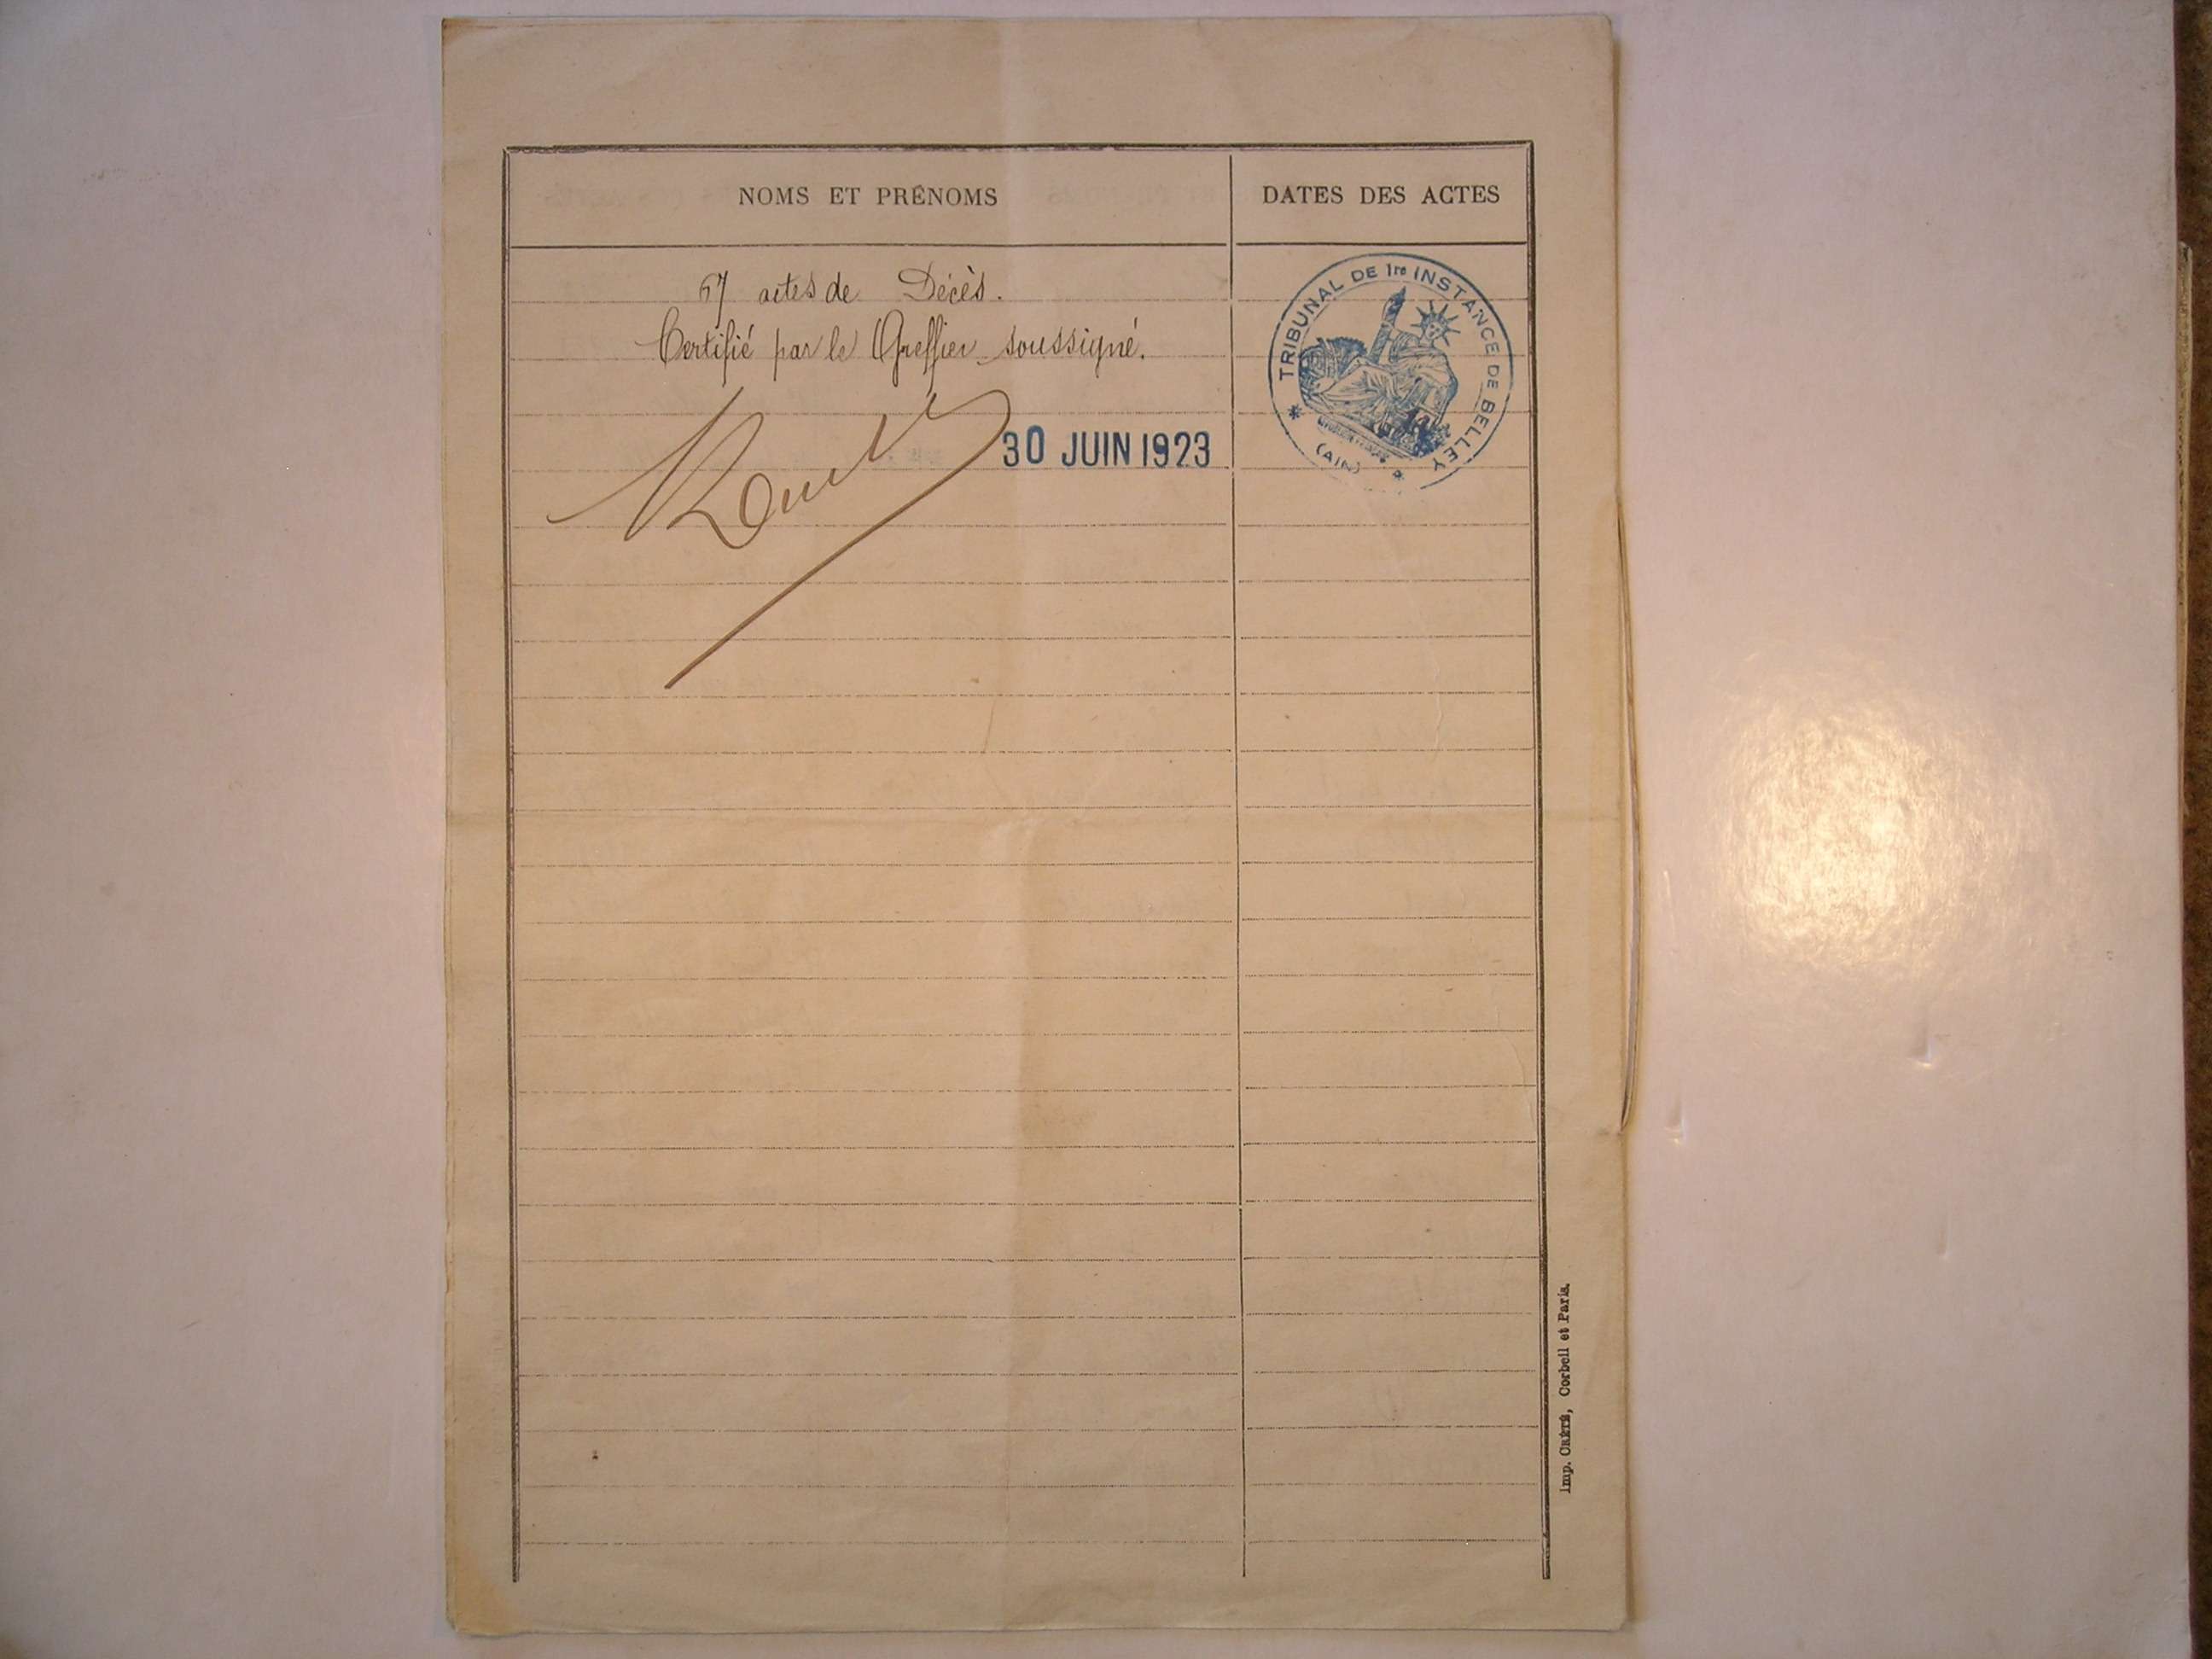 NOMS ET PRÉNOMS
DATES DES ACTES
67 actes de Décès.
Certifié par le Greffier soussigné.
30 JUIN 1923
TRIBUNAL DE 1re INSTANCE DE BELLEY
(AIN)
Imp. CRÉTÉ, Corbeil et Paris.